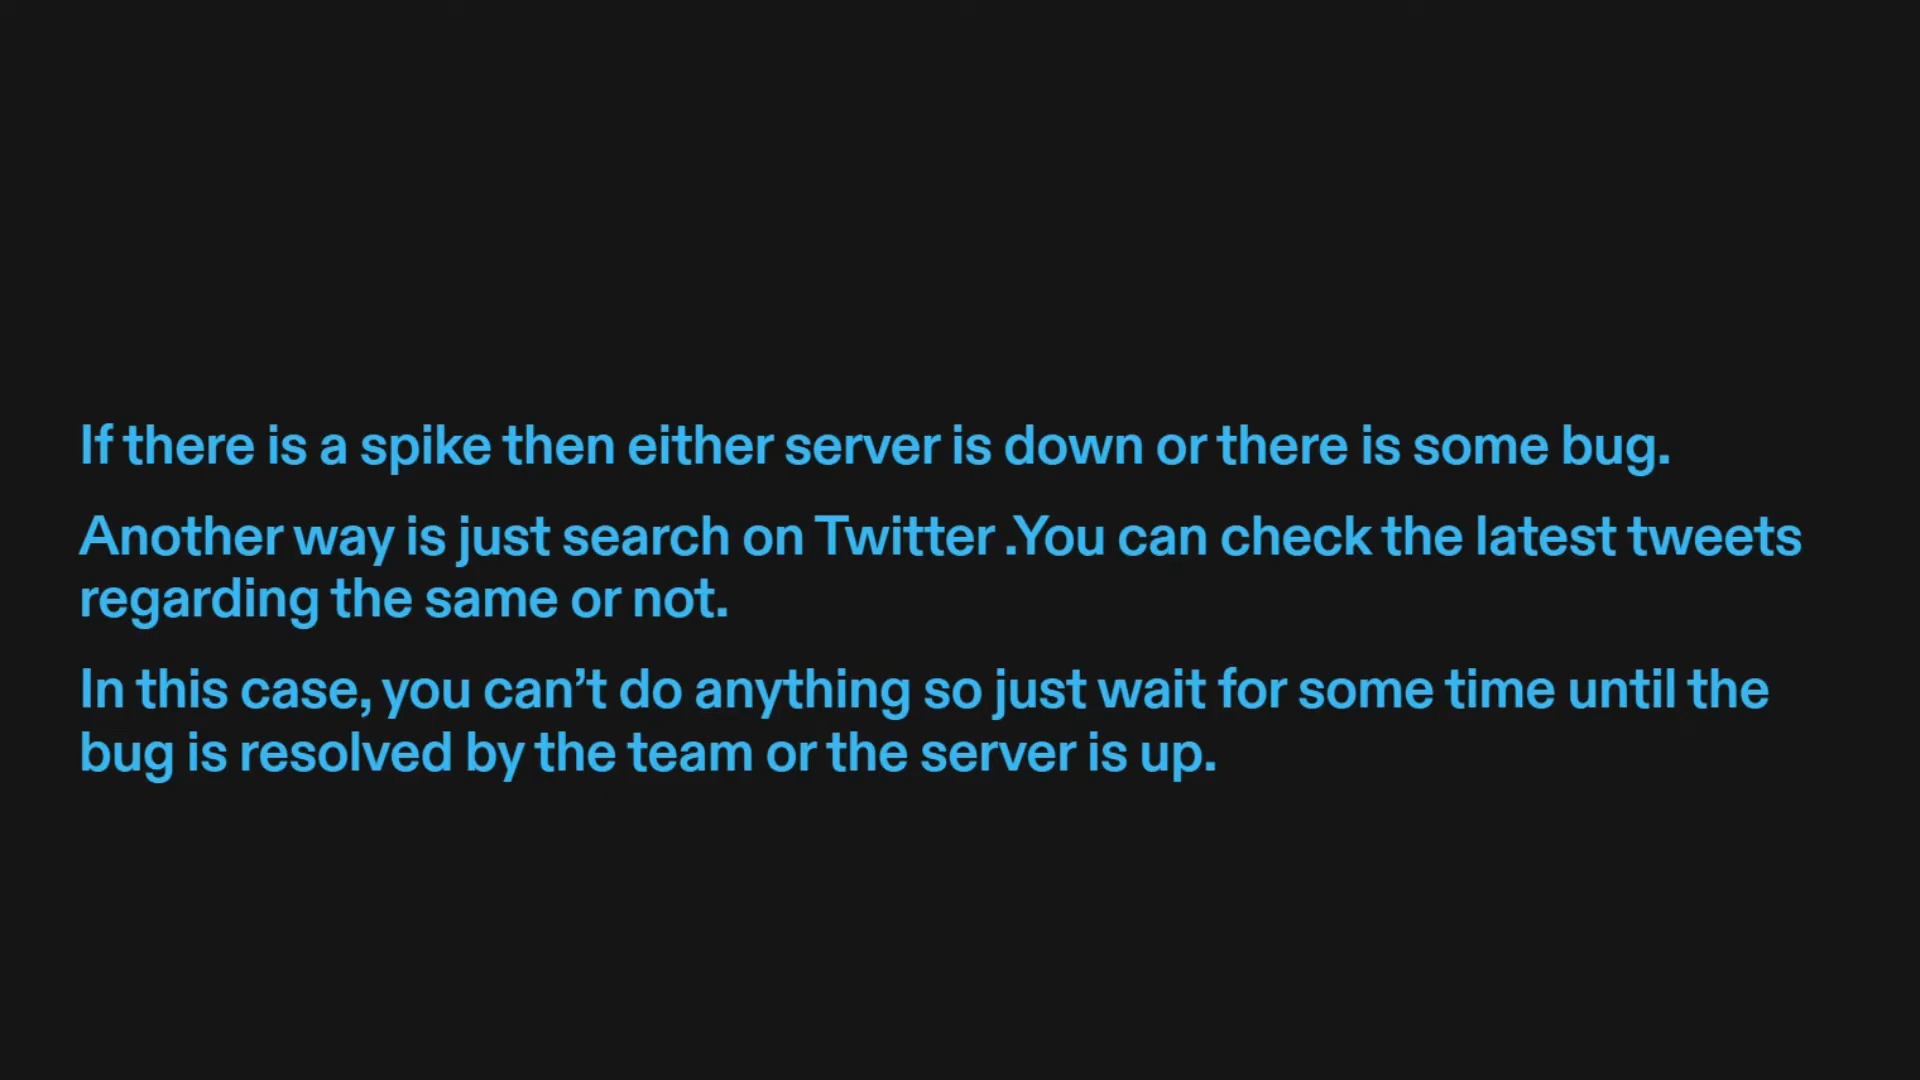 If there is a spike then either server is down or there is some bug.
Another way is just search on Twitter .You can check the latest tweets
regarding the same or not.
In this case, you can’t do anything so just wait for some time until the
bug is resolved by the team or the server is up.